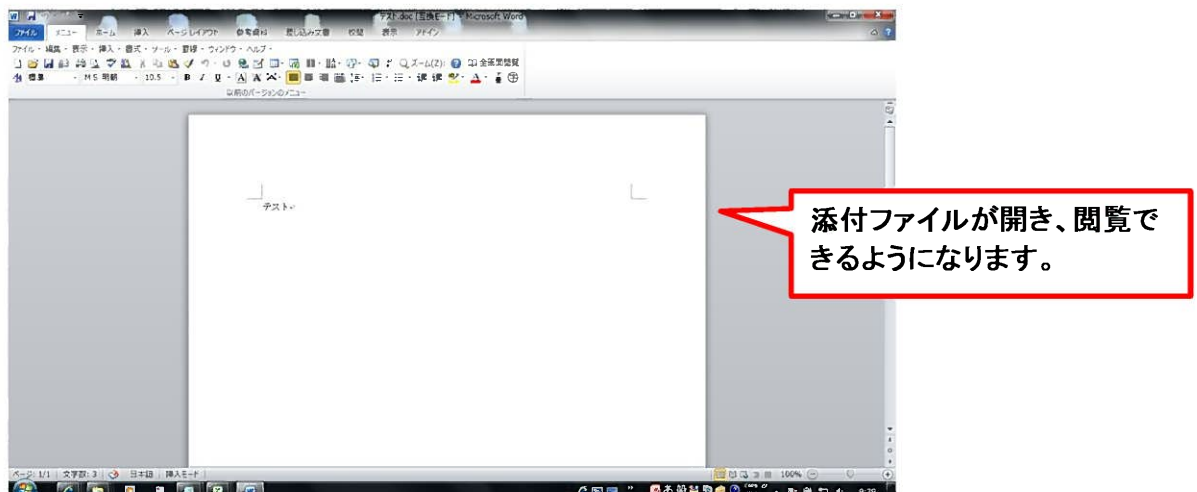 テスト.doc [互換モード] - Microsoft Word
ファイル メニュー ホーム 挿入 ページ レイアウト 参考資料 差し込み文書 校閲 表示 アドイン
ファイル・ 編集・ 表示・ 挿入・ 書式・ ツール・ 罫線・ ウィンドウ・ ヘルプ・
ズーム(Z): 全画面閲覧
標準 MS 明朝 10.5 B I U A
以前のバージョンのメニュー
テスト
添付ファイルが開き、閲覧で
きるようになります。
ページ: 1/1 文字数: 3 日本語 挿入モード 100%
9:39